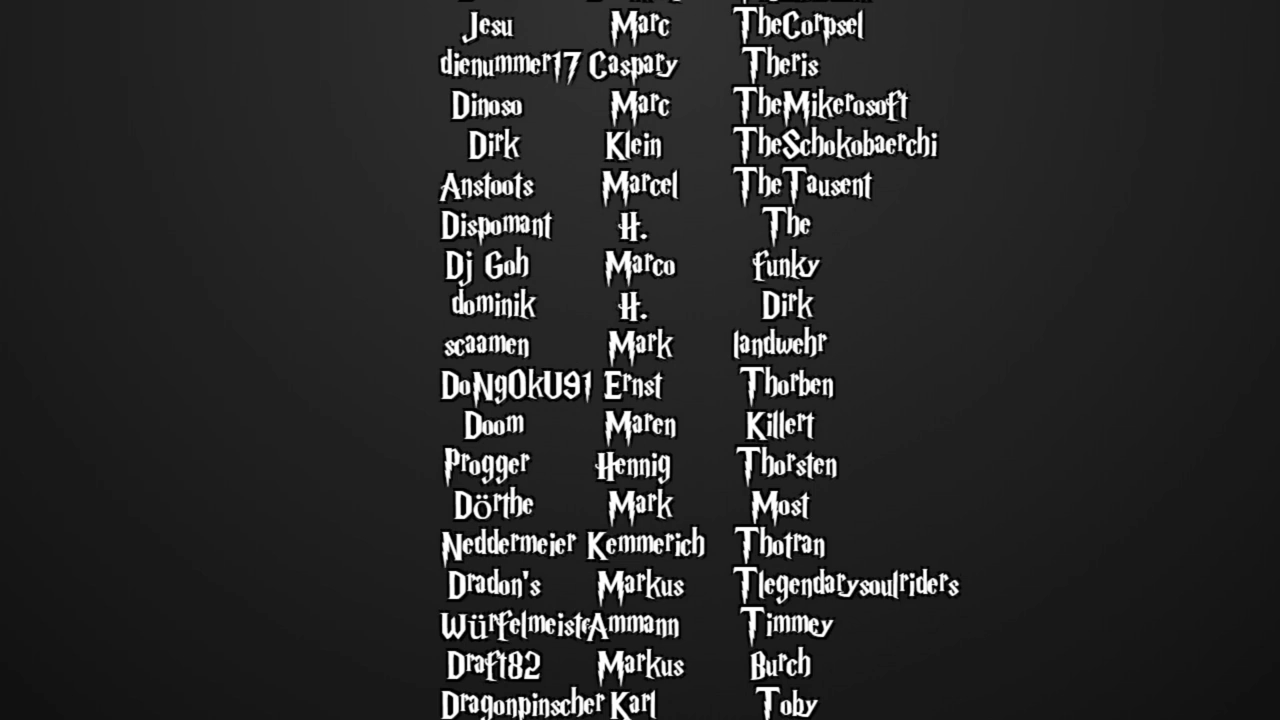 Jesu Marc TheCorpsel
dienummer17 Caspary Theris
Dinoso Marc TheMikerosoft
Dirk Klein TheSchokobaerchi
Anstoots Marcel TheTausent
Dispomant H. The
Dj Goh Marco funky
dominik H. Dirk
scaamen Mark landwehr
DoNgOkU91 Ernst Thorben
Doom Maren Killert
Progger Hennig Thorsten
Dörthe Mark Most
Neddermeier Kemmerich Thotran
Dradon's Markus Tlegendarysoulriders
Würfelmeiste Ammann Timmey
Draft82 Markus Burch
Dragonpinscher Karl Toby